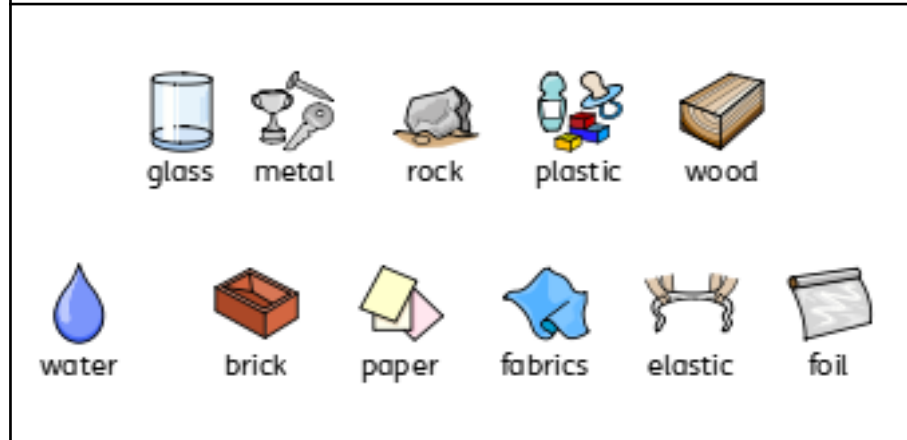 glass metal rock plastic wood
water brick paper fabrics elastic foil